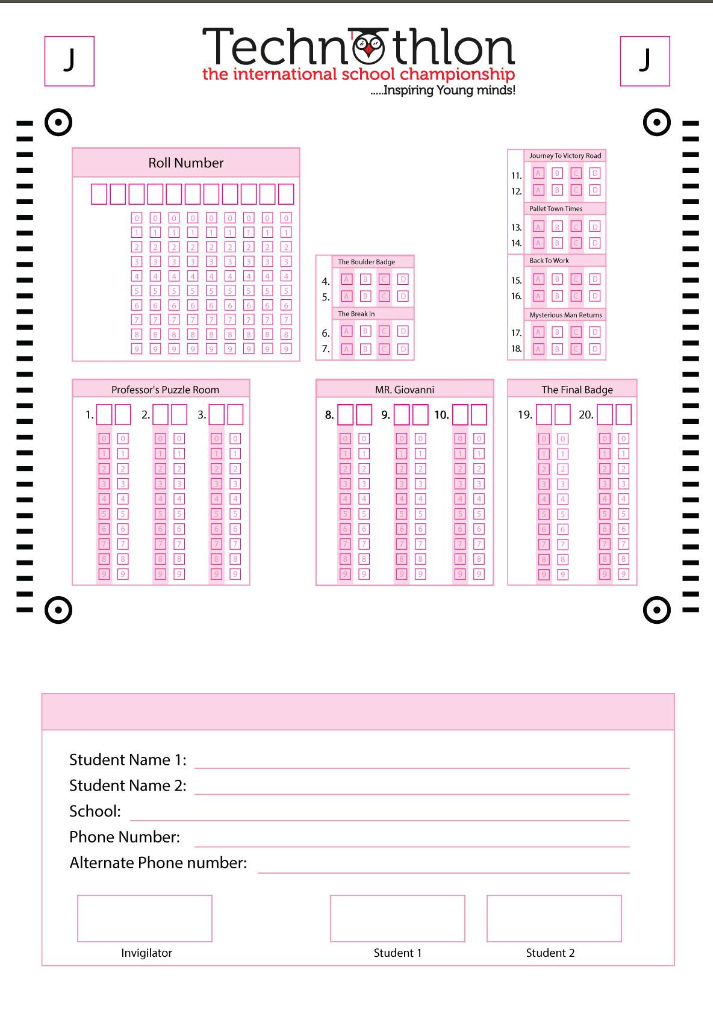 J
Technothlon
J
the international school championship
.....Inspiring Young minds!
Roll Number
0 0 0 0 0 0 0 0 0
1 1 1 1 1 1 1 1 1
2 2 2 2 2 2 2 2 2
3 3 3 3 3 3 3 3 3
4 4 4 4 4 4 4 4 4
5 5 5 5 5 5 5 5 5
6 6 6 6 6 6 6 6 6
7 7 7 7 7 7 7 7 7
8 8 8 8 8 8 8 8 8
9 9 9 9 9 9 9 9 9
The Boulder Badge
4. A B C D
5. A B C D
The Break In
6. A B C D
7. A B C D
Journey To Victory Road
11. A B C D
12. A B C D
Pallet Town Times
13. A B C D
14. A B C D
Back To Work
15. A B C D
16. A B C D
Mysterious Man Returns
17. A B C D
18. A B C D
Professor's Puzzle Room
1. 2. 3.
0 0 0 0 0 0
1 1 1 1 1 1
2 2 2 2 2 2
3 3 3 3 3 3
4 4 4 4 4 4
5 5 5 5 5 5
6 6 6 6 6 6
7 7 7 7 7 7
8 8 8 8 8 8
9 9 9 9 9 9
MR. Giovanni
8. 9. 10.
0 0 0 0 0 0
1 1 1 1 1 1
2 2 2 2 2 2
3 3 3 3 3 3
4 4 4 4 4 4
5 5 5 5 5 5
6 6 6 6 6 6
7 7 7 7 7 7
8 8 8 8 8 8
9 9 9 9 9 9
The Final Badge
19. 20.
0 0 0 0
1 1 1 1
2 2 2 2
3 3 3 3
4 4 4 4
5 5 5 5
6 6 6 6
7 7 7 7
8 8 8 8
9 9 9 9
Student Name 1:
Student Name 2:
School:
Phone Number:
Alternate Phone number:
Invigilator
Student 1
Student 2